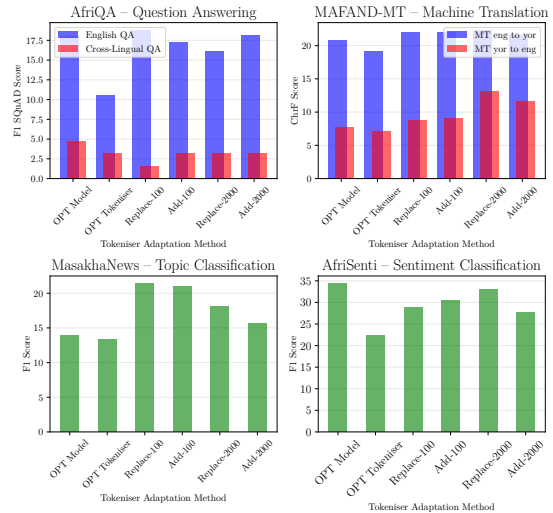 AfriQA – Question Answering
English QA
Cross-Lingual QA
F1 SQuAD Score
17.5
15.0
12.5
10.0
7.5
5.0
2.5
0.0
OPT Model
OPT Tokeniser
Replace-100
Add-100
Replace-2000
Add-2000
Tokeniser Adaptation Method
MAFAND-MT – Machine Translation
MT eng to yor
MT yor to eng
ChrF Score
20
15
10
5
0
OPT Model
OPT Tokeniser
Replace-100
Add-100
Replace-2000
Add-2000
Tokeniser Adaptation Method
MasakhaNews – Topic Classification
F1 Score
20
15
10
5
0
OPT Model
OPT Tokeniser
Replace-100
Add-100
Replace-2000
Add-2000
Tokeniser Adaptation Method
AfriSenti – Sentiment Classification
F1 Score
35
30
25
20
15
10
5
0
OPT Model
OPT Tokeniser
Replace-100
Add-100
Replace-2000
Add-2000
Tokeniser Adaptation Method